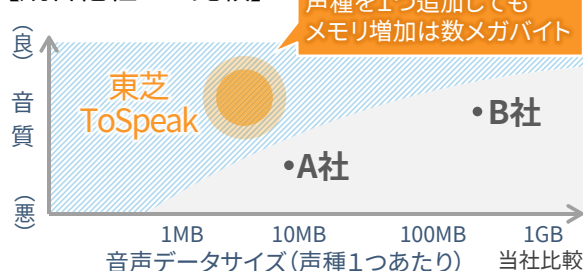 声種を1つ追加しても
メモリ増加は数メガバイト
(良)
音質
(悪)
東芝
ToSpeak
•B社
•A社
1MB 10MB 100MB 1GB
音声データサイズ(声種1つあたり) 当社比較